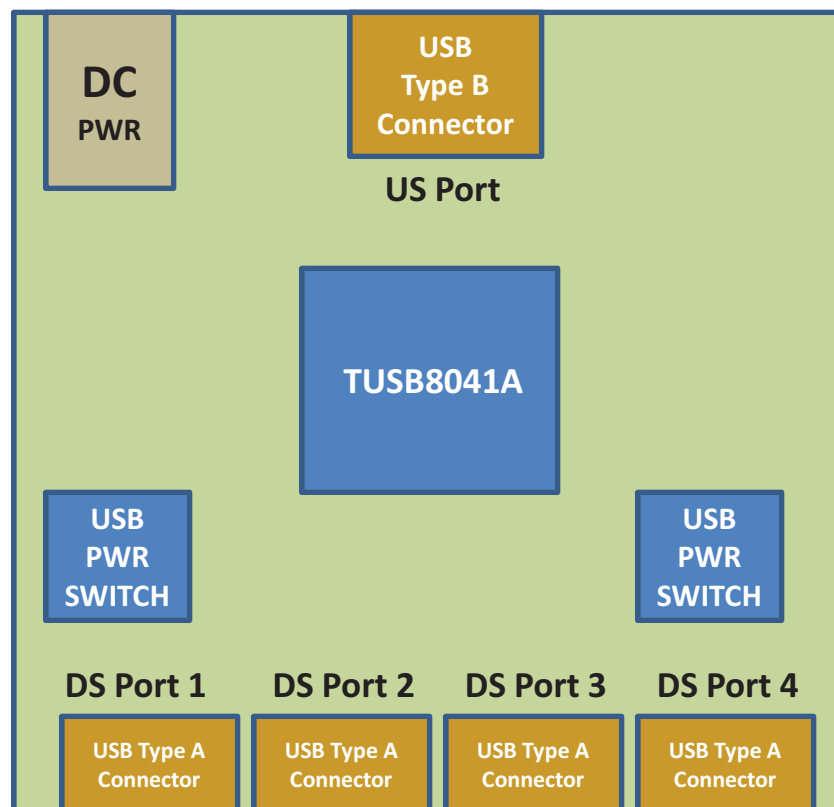 DC
PWR
USB
Type B
Connector
US Port
TUSB8041A
USB
PWR
SWITCH
USB
PWR
SWITCH
DS Port 1
DS Port 2
DS Port 3
DS Port 4
USB Type A
Connector
USB Type A
Connector
USB Type A
Connector
USB Type A
Connector